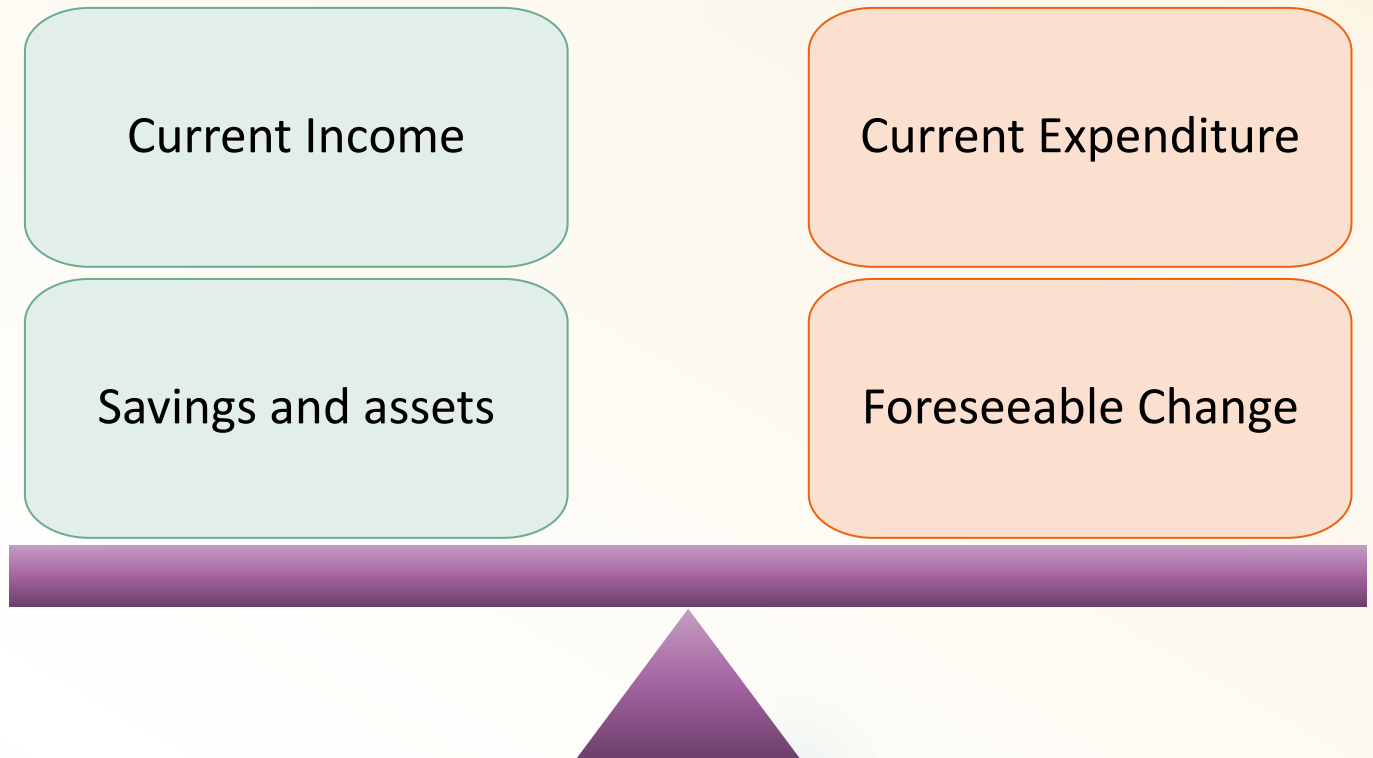 Current Income
Current Expenditure
Savings and assets
Foreseeable Change